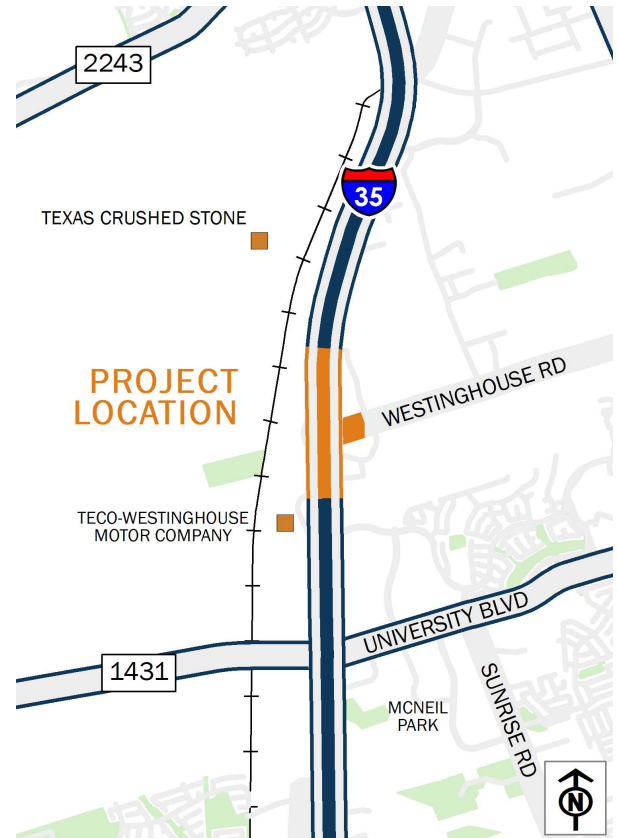 2243
35
TEXAS CRUSHED STONE
PROJECT
LOCATION
WESTINGHOUSE RD
TECO-WESTINGHOUSE
MOTOR COMPANY
UNIVERSITY BLVD
1431
MCNEIL
PARK
SUNRISE RD
N